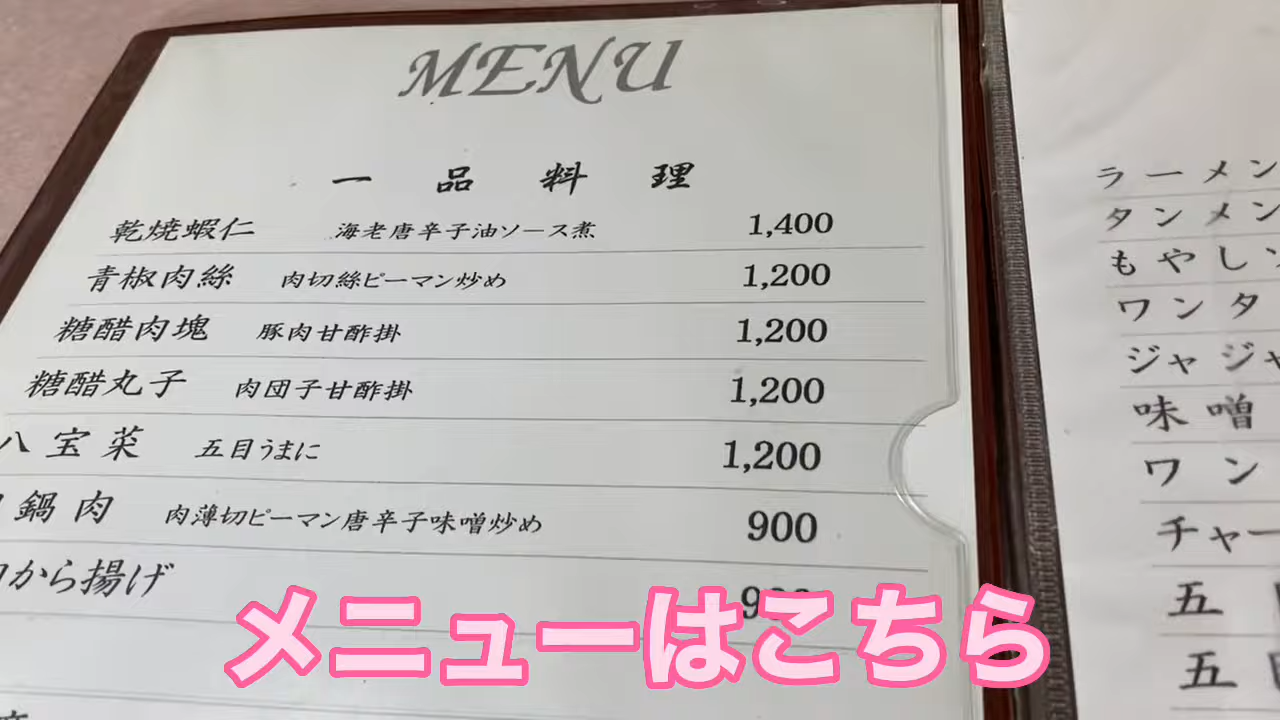 MENU
一品料理
乾焼蝦仁 海老唐辛子油ソース煮 1,400
青椒肉絲 肉切絲ピーマン炒め 1,200
糖醋肉塊 豚肉甘酢掛 1,200
糖醋丸子 肉団子甘酢掛 1,200
八宝菜 五目うまに 1,200
鍋肉 肉薄切ピーマン唐辛子味噌炒め 900
から揚げ
ラーメン
タンメン
もやしソ
ワンタ
ジャジャ
味噌
ワン
チャー
五
五
メニューはこちら